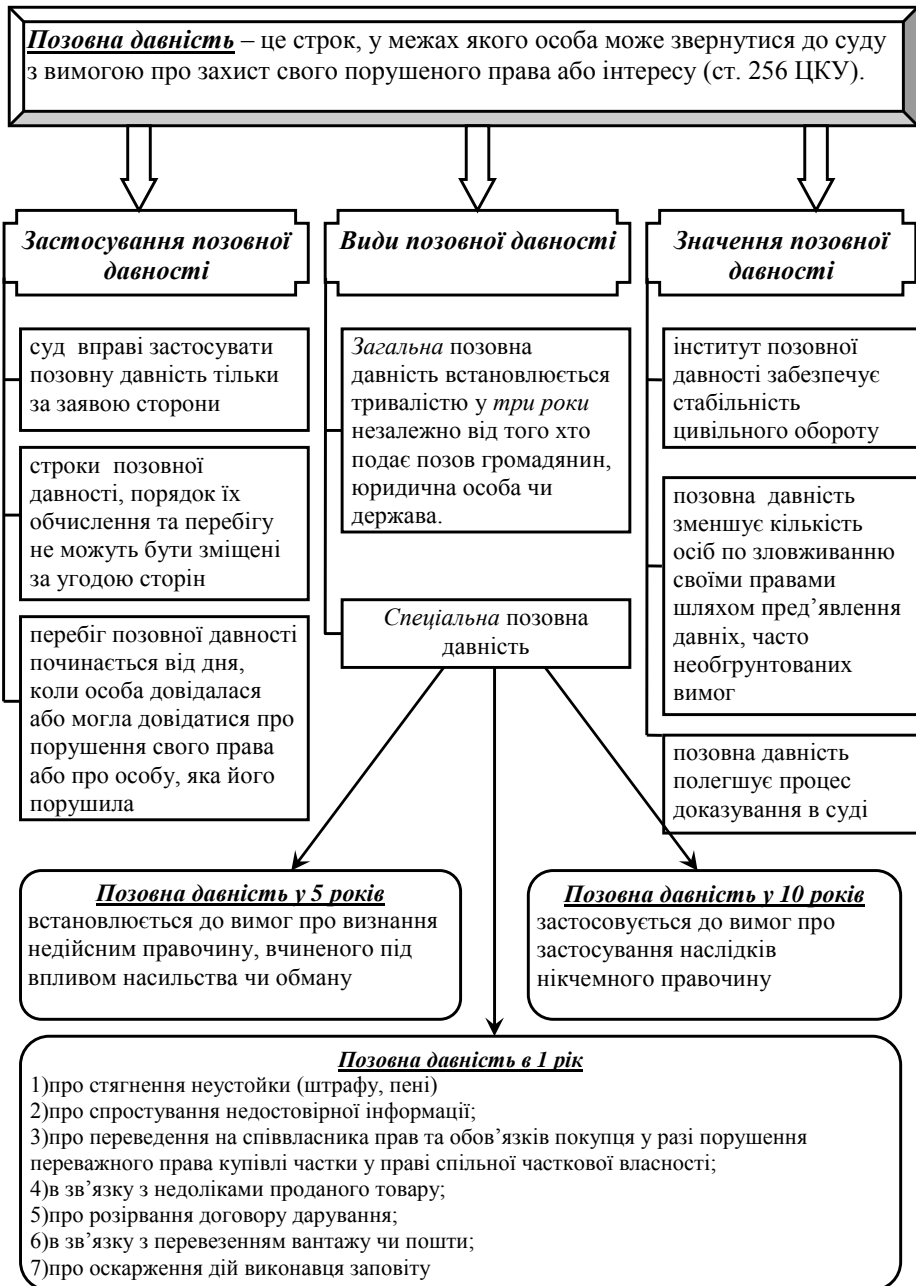 Позовна давність – це строк, у межах якого особа може звернутися до суду
з вимогою про захист свого порушеного права або інтересу (ст. 256 ЦКУ).
Застосування позовної
давності
суд вправі застосувати
позовну давність тільки
за заявою сторони
строки позовної
давності, порядок їх
обчислення та перебігу
не можуть бути зміщені
за угодою сторін
перебіг позовної давності
починається від дня,
коли особа довідалася
або могла довідатися про
порушення свого права
або про особу, яка його
порушила
Види позовної давності
Загальна позовна
давність встановлюється
тривалістю у три роки
незалежно від того хто
подає позов громадянин,
юридична особа чи
держава.
Спеціальна позовна
давність
Значення позовної
давності
інститут позовної
давності забезпечує
стабільність
цивільного обороту
позовна давність
зменшує кількість
осіб по зловживанню
своїми правами
шляхом пред’явлення
давніх, часто
необгрунтованих
вимог
позовна давність
полегшує процес
доказування в суді
Позовна давність у 5 років
встановлюється до вимог про визнання
недійсним правочину, вчиненого під
впливом насильства чи обману
Позовна давність у 10 років
застосовується до вимог про
застосування наслідків
нікчемного правочину
Позовна давність в 1 рік
1)про стягнення неустойки (штрафу, пені)
2)про спростування недостовірної інформації;
3)про переведення на співвласника прав та обов’язків покупця у разі порушення
переважного права купівлі частки у праві спільної часткової власності;
4)в зв’язку з недоліками проданого товару;
5)про розірвання договору дарування;
6)в зв’язку з перевезенням вантажу чи пошти;
7)про оскарження дій виконавця заповіту